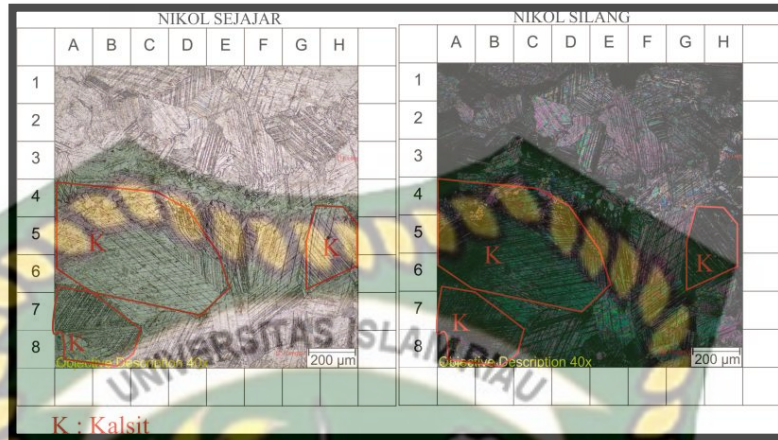 NIKOL SEJAJAR
A B C D E F G H
1
2
3
4
5
6
7
8
K
K
K
Objective Description 40x
200 µm
NIKOL SILANG
A B C D E F G H
1
2
3
4
5
6
7
8
K
K
K
Objective Description 40x
200 µm
UNIVERSITAS ISLAM RIAU
K : Kalsit